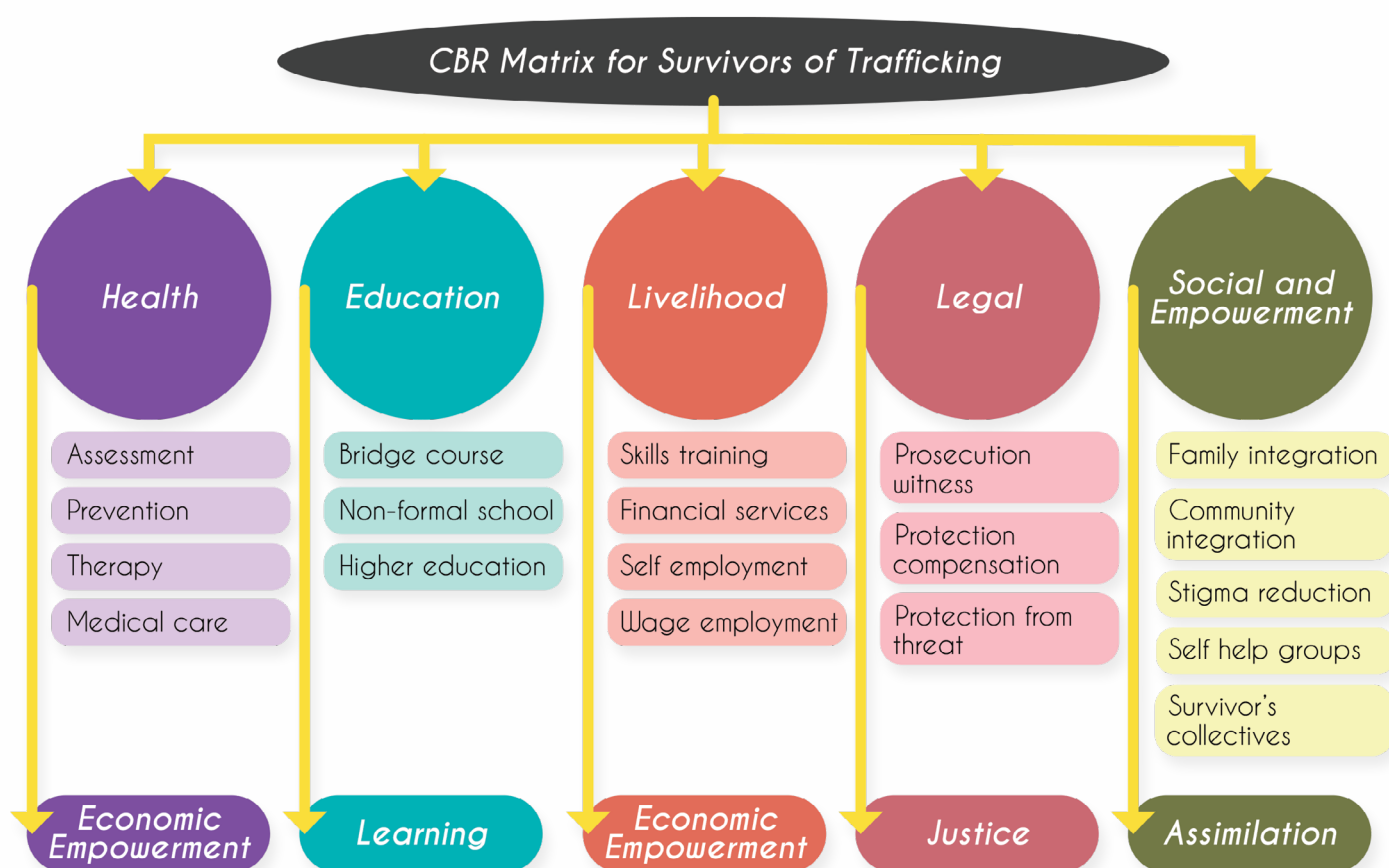 CBR Matrix for Survivors of Trafficking
Health
Assessment
Prevention
Therapy
Medical care
Economic
Empowerment
Education
Bridge course
Non-formal school
Higher education
Learning
Livelihood
Skills training
Financial services
Self employment
Wage employment
Economic
Empowerment
Legal
Prosecution
witness
Protection
compensation
Protection from
threat
Justice
Social and
Empowerment
Family integration
Community
integration
Stigma reduction
Self help groups
Survivor's
collectives
Assimilation